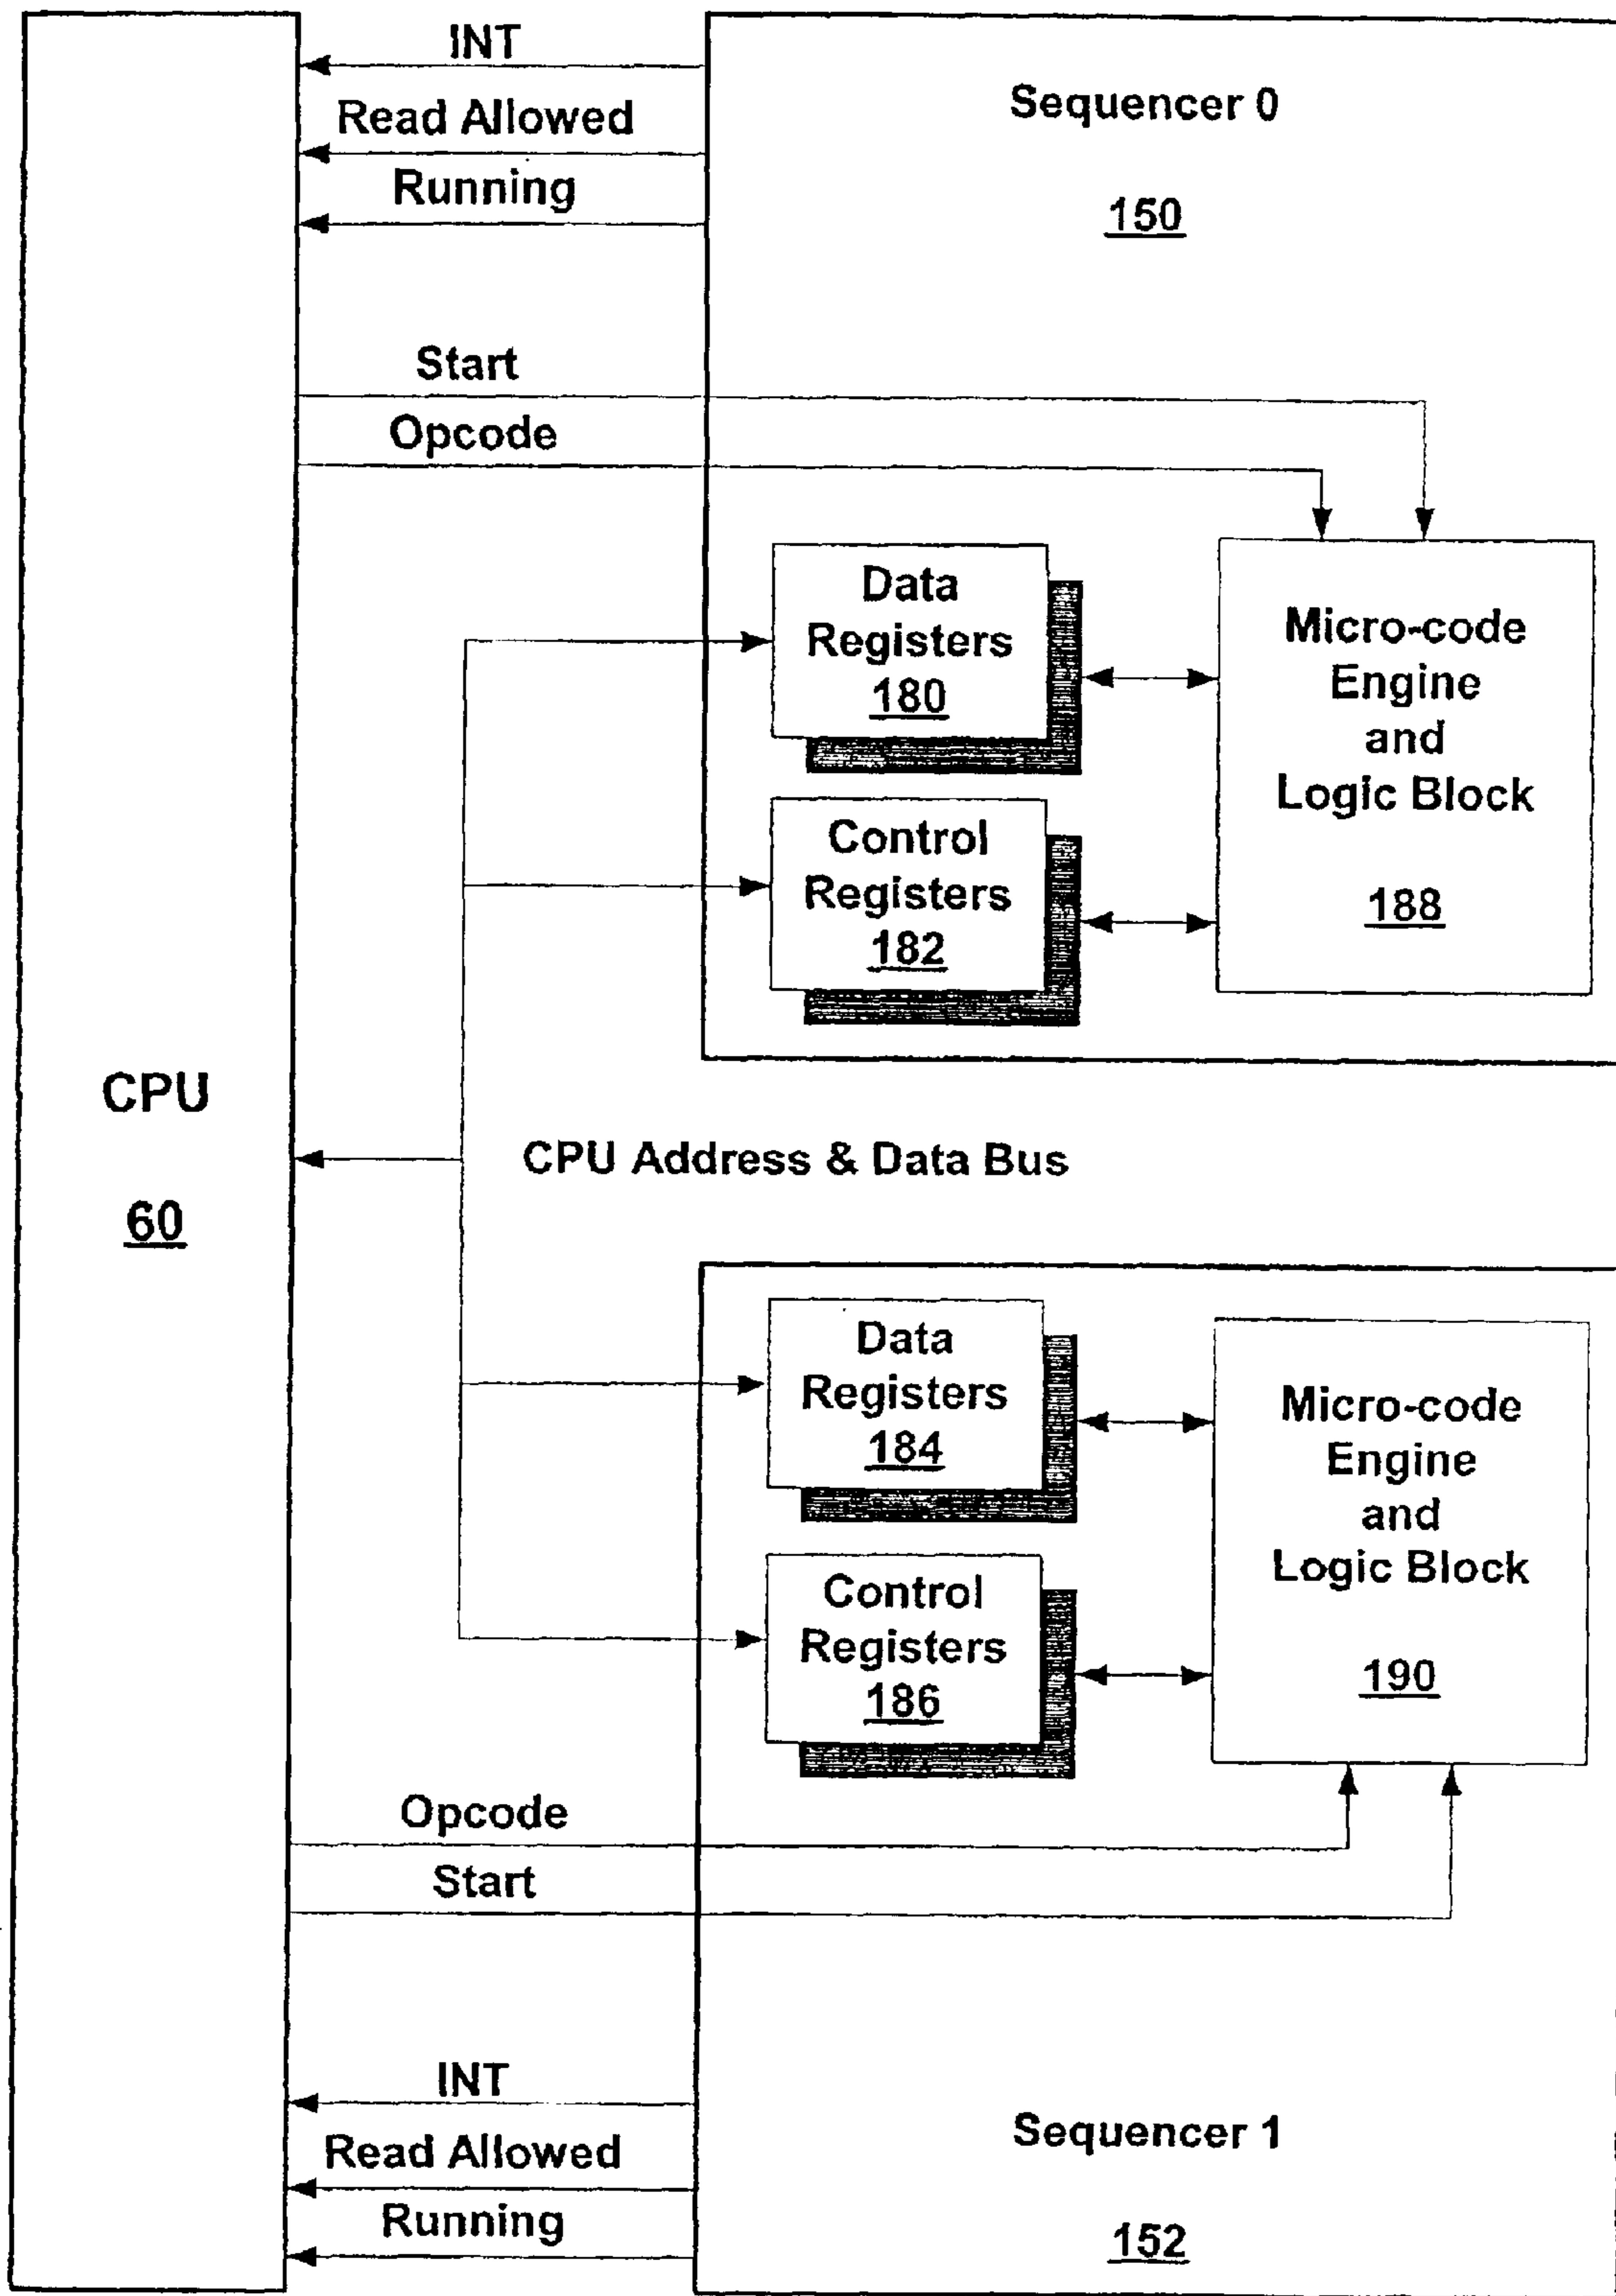 INT
Read Allowed
Running
Sequencer 0
150
Start
Opcode
Data
Registers
180
Control
Registers
182
Micro-code
Engine
and
Logic Block
188
CPU
60
CPU Address & Data Bus
Data
Registers
184
Control
Registers
186
Micro-code
Engine
and
Logic Block
190
Opcode
Start
INT
Read Allowed
Running
Sequencer 1
152